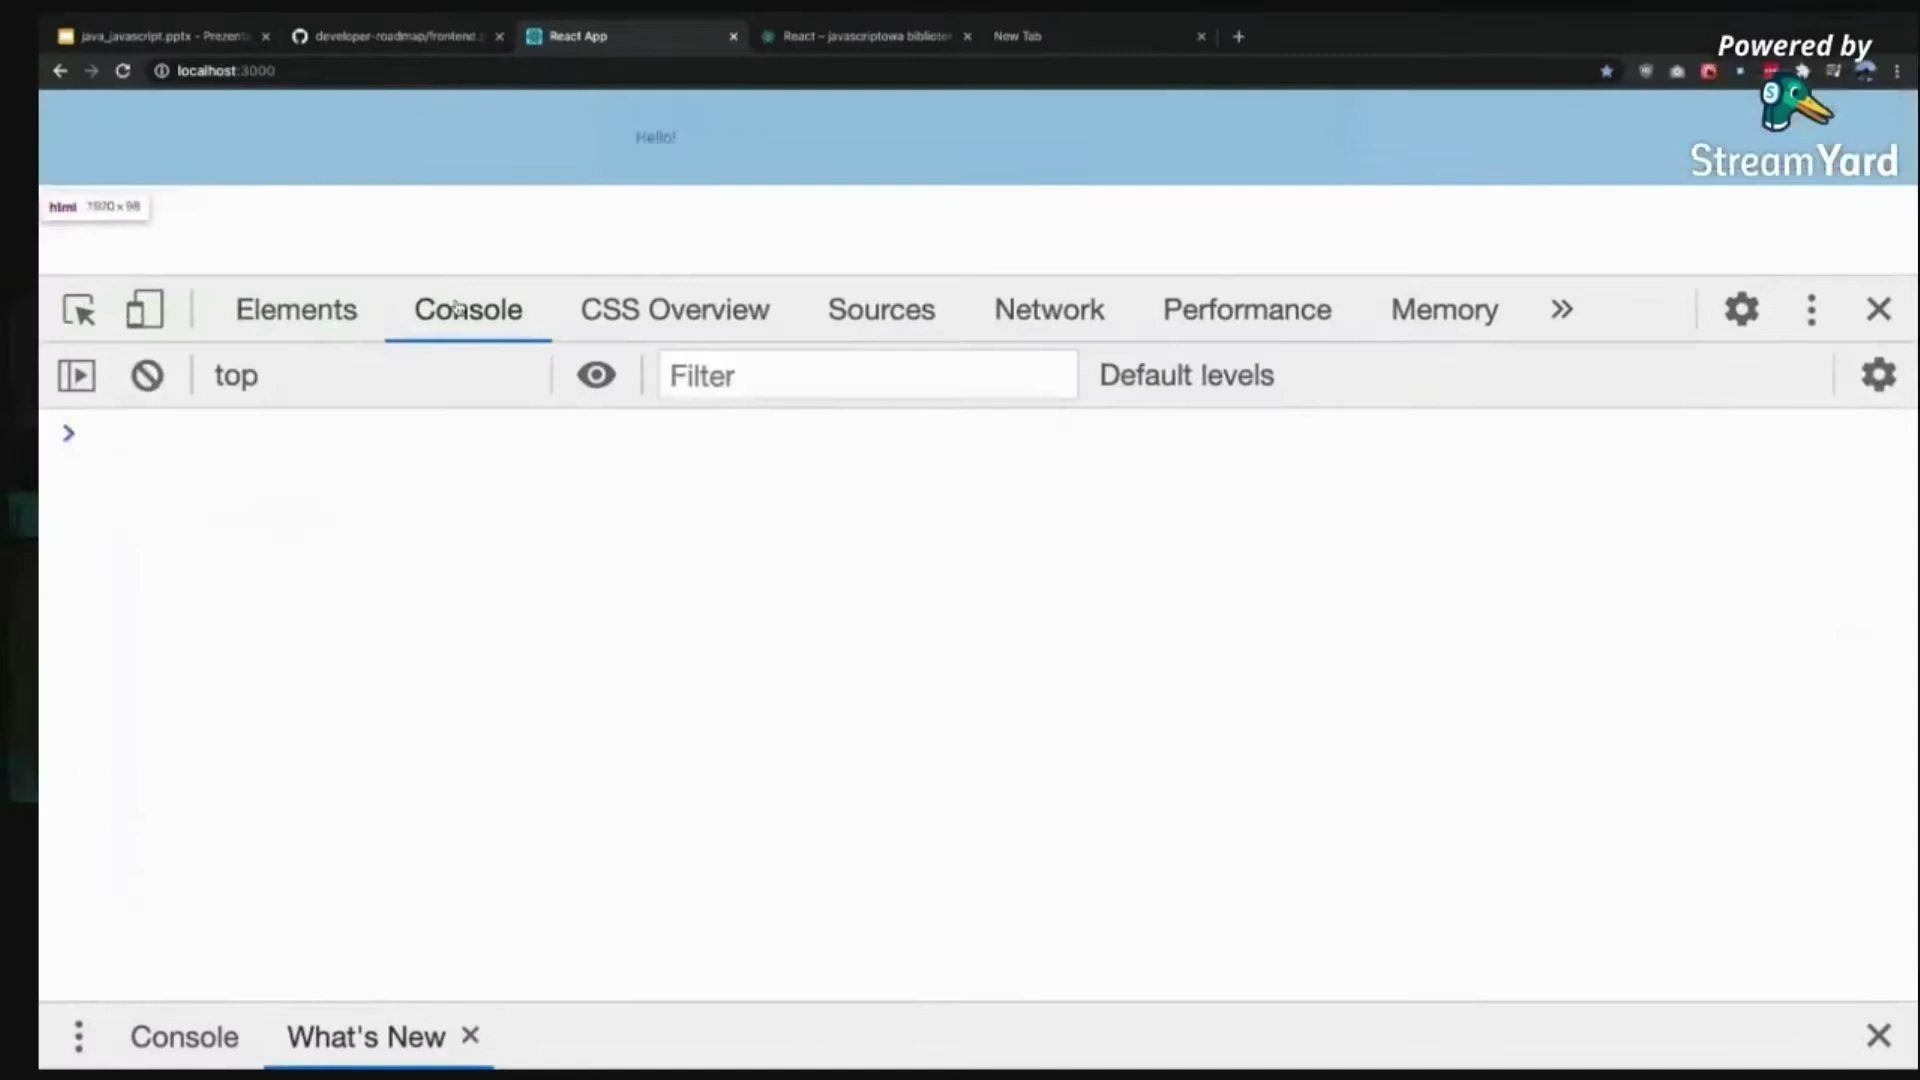 java_javascript.pptx - Prezent
developer-roadmap/frontend.
React App
React – javascriptowa bibliotek
New Tab
localhost:3000
Powered by
StreamYard
Hello!
html 1920 × 98
Elements
Console
CSS Overview
Sources
Network
Performance
Memory
top
Filter
Default levels
Console
What's New